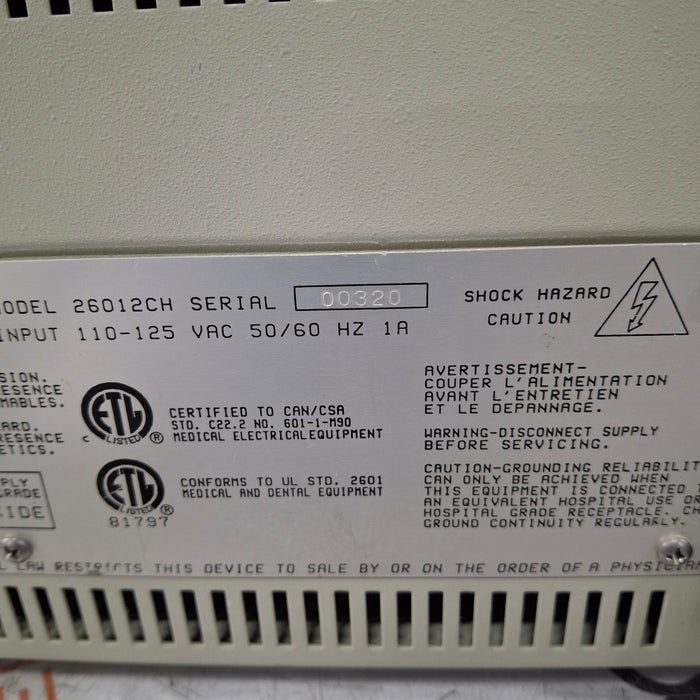 MODEL 26012CH SERIAL 00320
INPUT 110-125 VAC 50/60 HZ 1A
SHOCK HAZARD
CAUTION
SION.
ESENCE
MABLES.
ARD.
RESENCE
ETICS.
PLY
GRADE
SIDE
ETL
C LISTED ®
CERTIFIED TO CAN/CSA
STD. C22.2 NO. 601-1-M90
MEDICAL ELECTRICAL EQUIPMENT
ETL
LISTED ®
81797
CONFORMS TO UL STD. 2601
MEDICAL AND DENTAL EQUIPMENT
AVERTISSEMENT-
COUPER L'ALIMENTATION
AVANT L'ENTRETIEN
ET LE DEPANNAGE.
WARNING-DISCONNECT SUPPLY
BEFORE SERVICING.
CAUTION-GROUNDING RELIABILIT
CAN ONLY BE ACHIEVED WHEN
THIS EQUIPMENT IS CONNECTED T
AN EQUIVALENT HOSPITAL USE OR
HOSPITAL GRADE RECEPTACLE. CH
GROUND CONTINUITY REGULARLY.
L LAW RESTRICTS THIS DEVICE TO SALE BY OR ON THE ORDER OF A PHYSICIAN